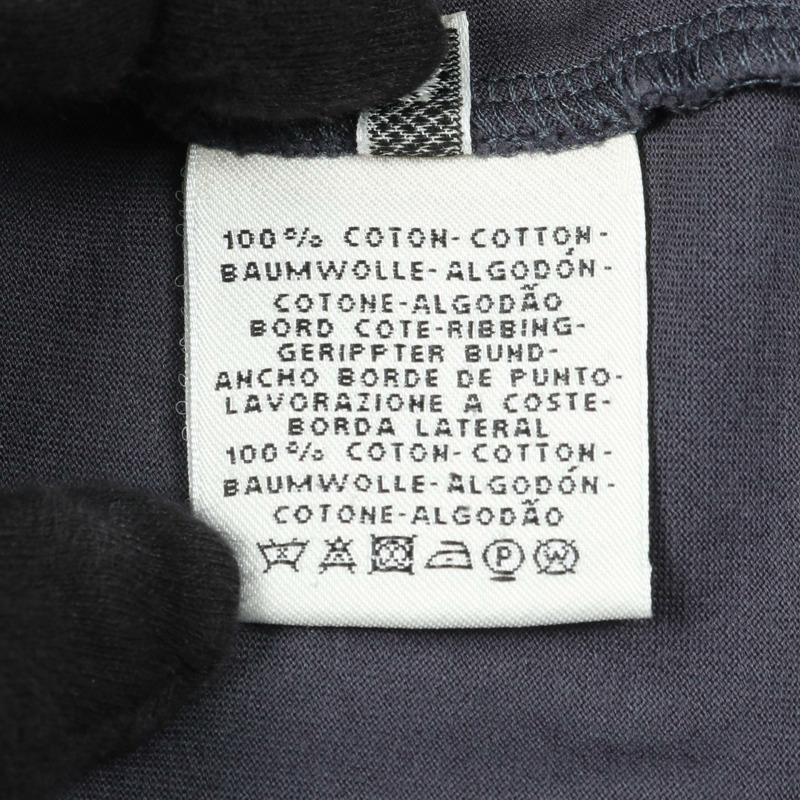 100% COTON-COTTON-
BAUMWOLLE-ALGODÓN-
COTONE-ALGODÃO
BORD COTE-RIBBING-
GERIPPTER BUND-
ANCHO BORDE DE PUNTO-
LAVORAZIONE A COSTE-
BORDA LATERAL
100% COTON-COTTON-
BAUMWOLLE-ALGODÓN-
COTONE-ALGODÃO
P W